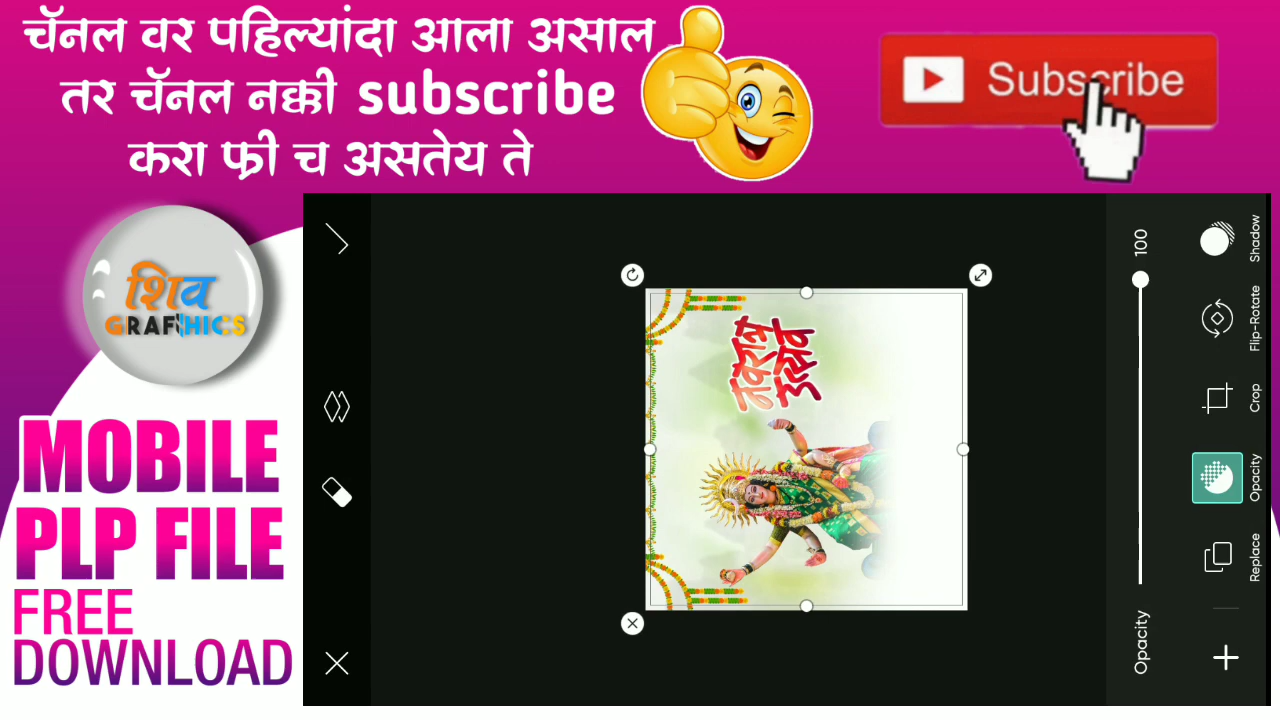 चॅनल वर पहिल्यांदा आला असाल
तर चॅनल नक्की subscribe
करा फ्री च असतेय ते
Subscribe
शिव
GRAFHICS
MOBILE
PLP FILE
FREE
DOWNLOAD
नवरात्र
उत्सव
100
Opacity
Shadow
Flip-Rotate
Crop
Opacity
Replace